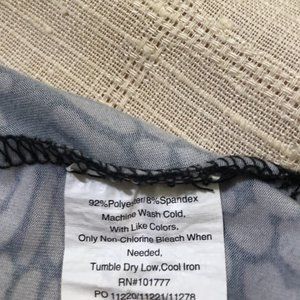 92%Polyester/8%Spandex
Machine Wash Cold,
With Like Colors,
Only Non-Chlorine Bleach When
Needed,
Tumble Dry Low.Cool Iron
RN#101777
PO 11220/11221/11278